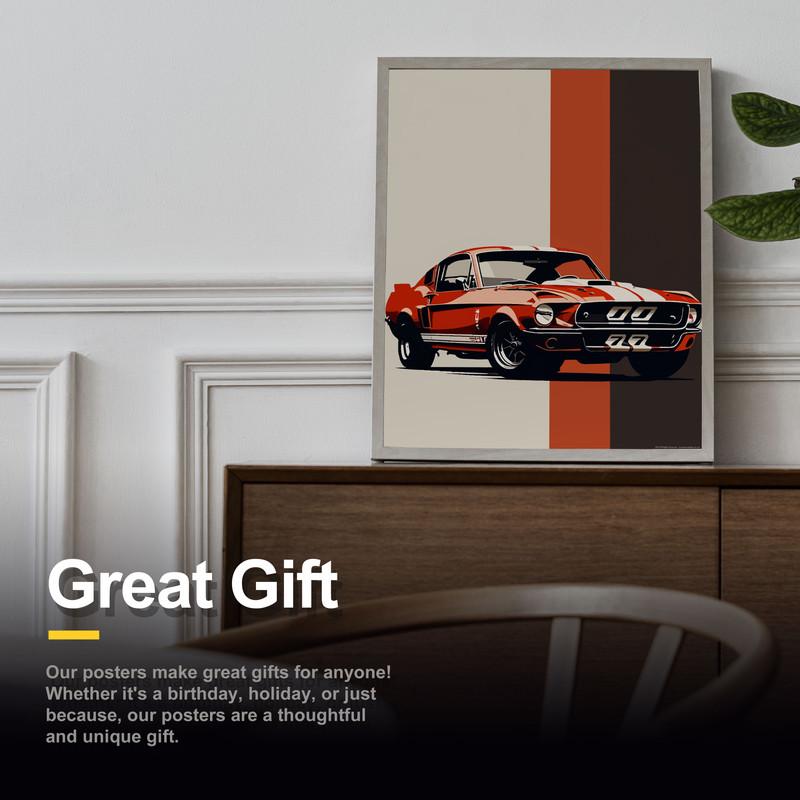 Great Gift
Our posters make great gifts for anyone!
Whether it's a birthday, holiday, or just
because, our posters are a thoughtful
and unique gift.